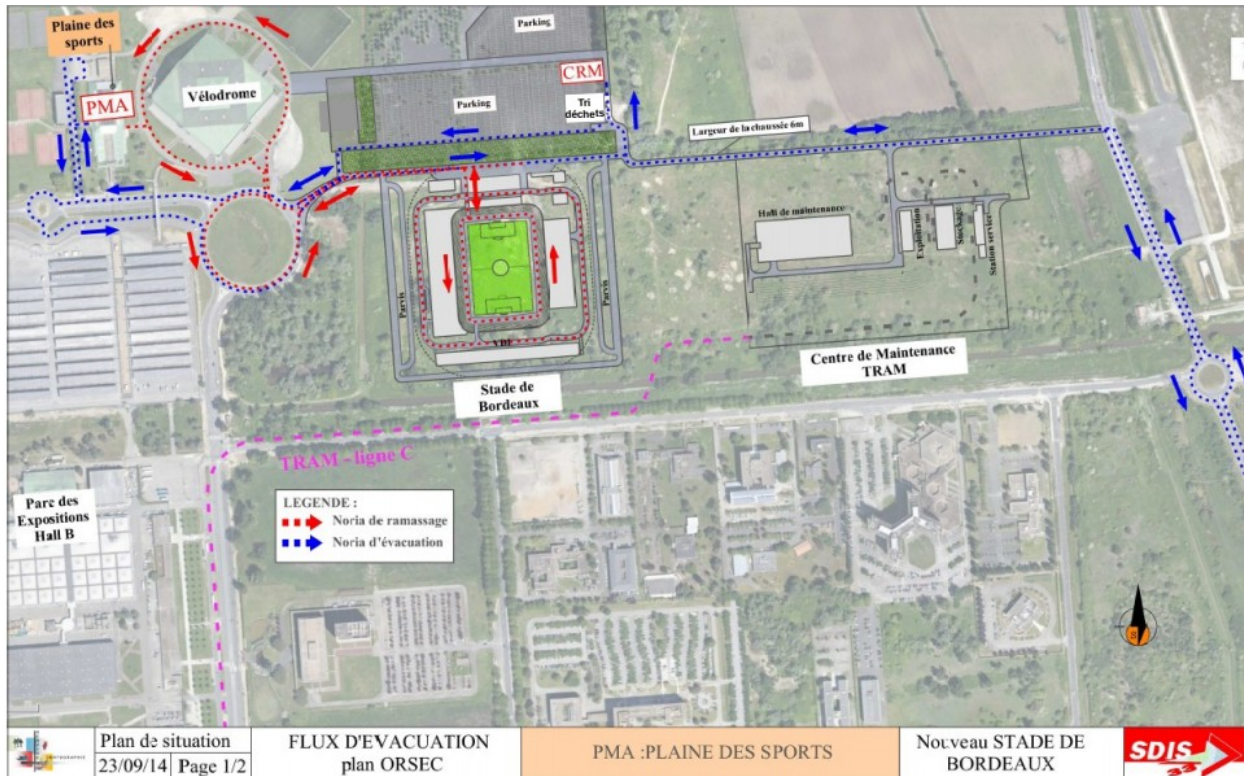 Plaine des
sports
PMA
Vélodrome
Parking
Parking
CRM
Tri
déchets
Largeur de la chaussée 6m
Hall de maintenance
Exploitation
Stockage
Station service
Parvis
Parvis
Stade de
Bordeaux
Centre de Maintenance
TRAM
TRAM - ligne C
Parc des
Expositions
Hall B
LEGENDE :
Noria de ramassage
Noria d'évacuation
Plan de situation
23/09/14
Page 1/2
FLUX D'EVACUATION
plan ORSEC
PMA :PLAINE DES SPORTS
Nouveau STADE DE
BORDEAUX
SDIS
33